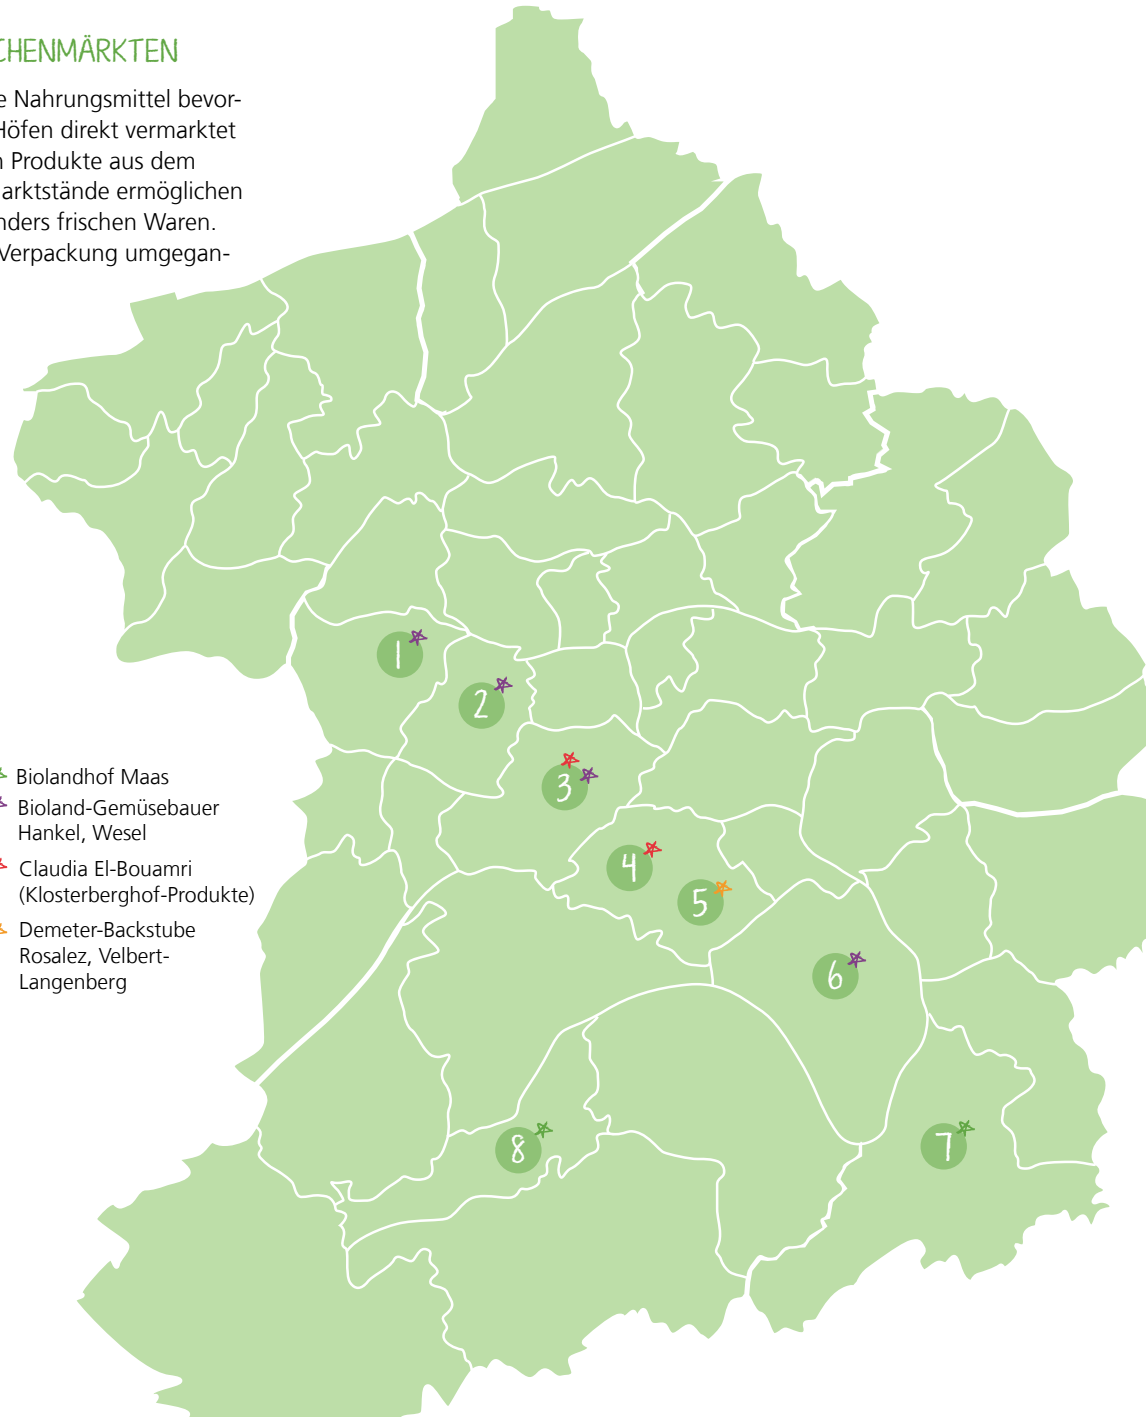 CHENMÄRKTEN
e Nahrungsmittel bevor-
Höfen direkt vermarktet
n Produkte aus dem
arktstände ermöglichen
nders frischen Waren.
Verpackung umgegan-
1
2
3
4
5
6
7
8
Biolandhof Maas
Bioland-Gemüsebauer
Hankel, Wesel
Claudia El-Bouamri
(Klosterberghof-Produkte)
Demeter-Backstube
Rosalez, Velbert-
Langenberg